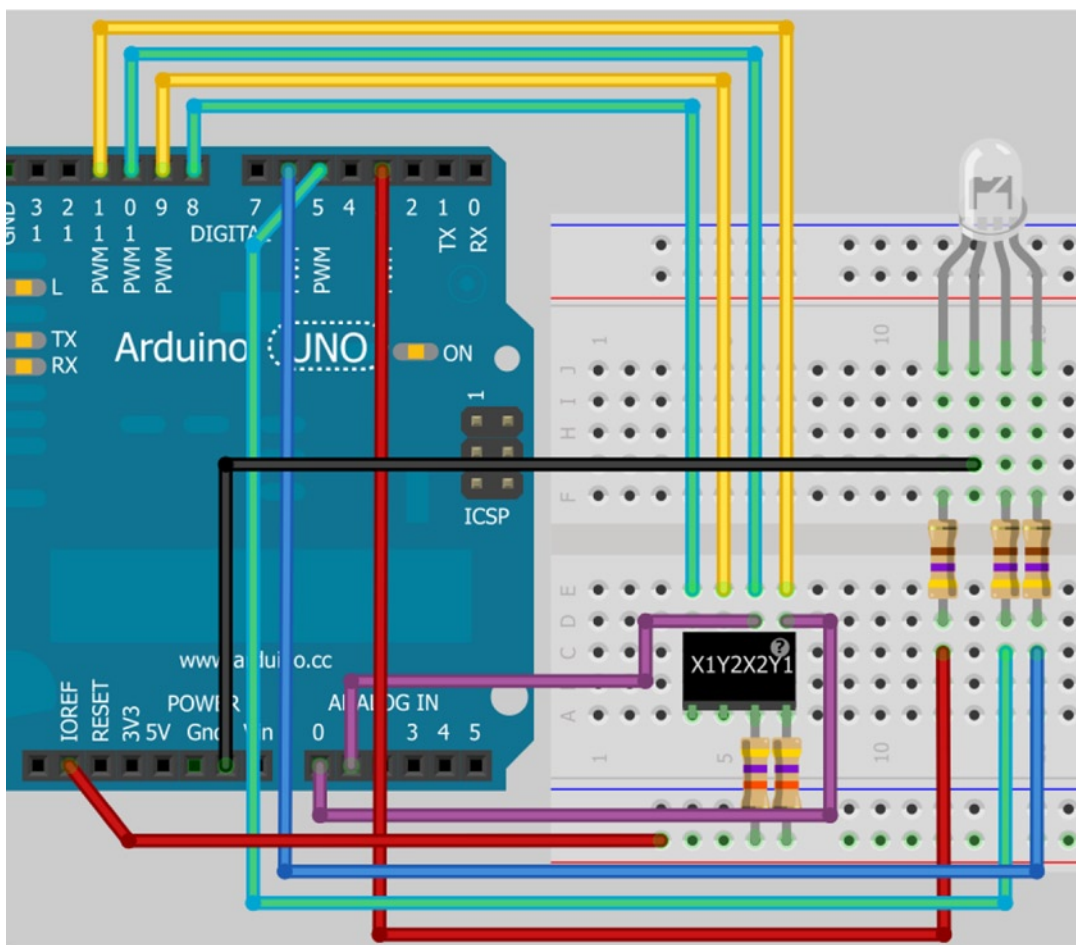 GND
3
1
2
1
1
1
PWM
0
1
PWM
9
PWM
8
7
5
PWM
4
2
1
TX
0
RX
DIGITAL
L
TX
RX
Arduino UNO
ON
1
ICSP
www.arduino.cc
POWER
ANALOG IN
IOREF
RESET
3V3
5V
Gnd
Vin
0
3
4
5
1
10
15
J
I
H
F
E
D
C
A
X1Y2X2Y1
?
1
5
10